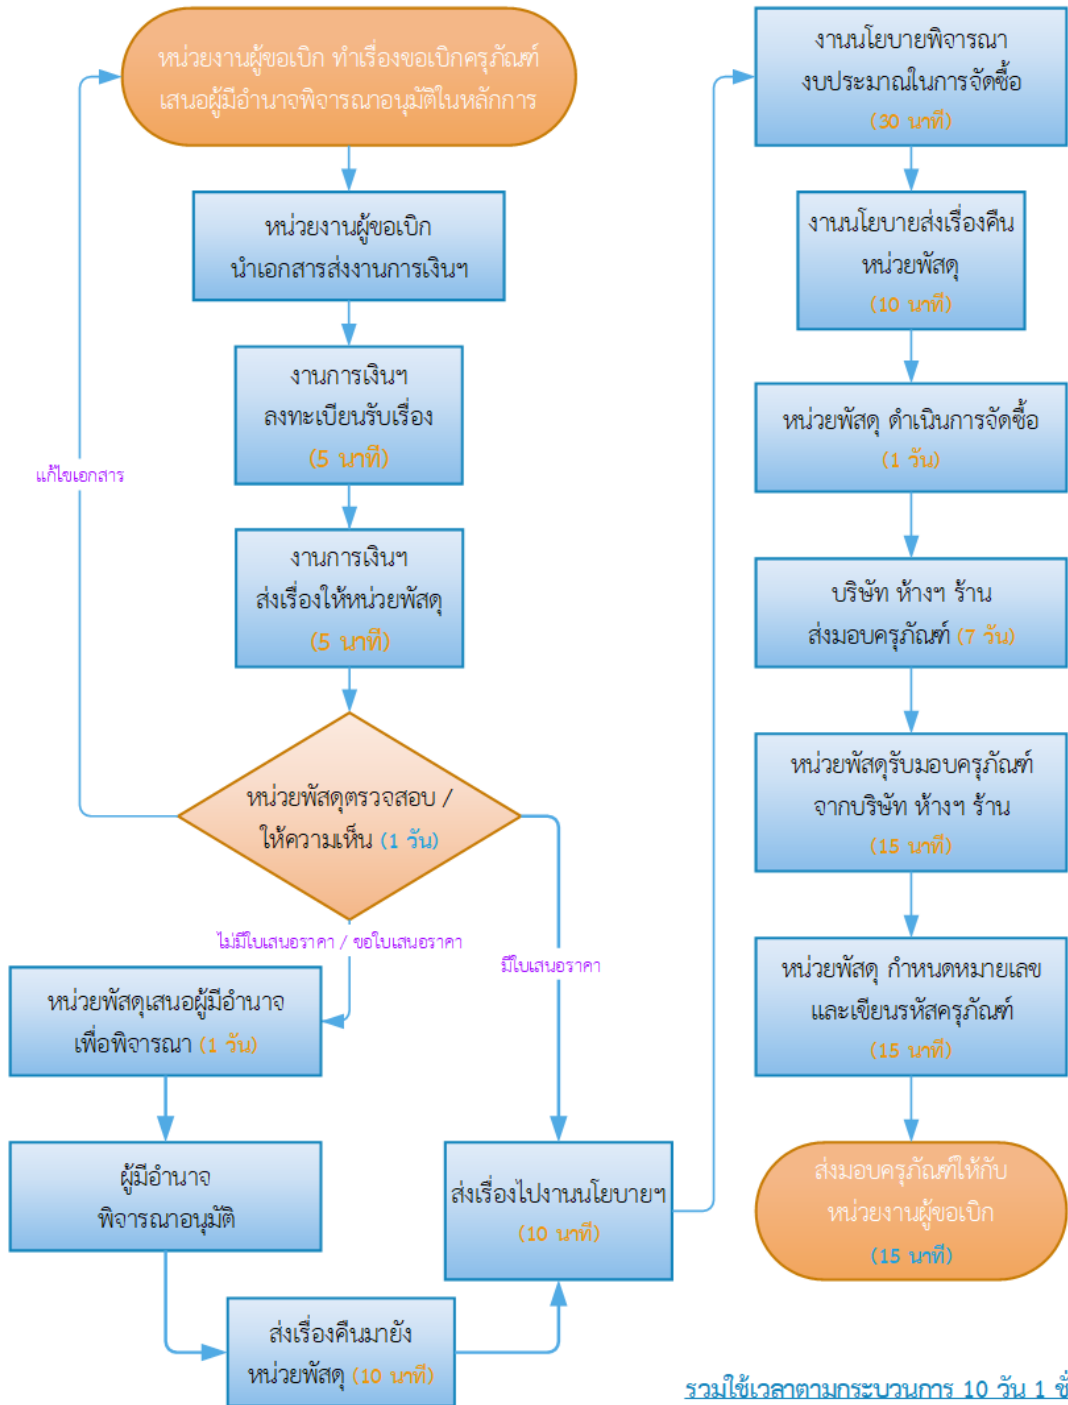 หน่วยงานผู้ขอเบิก ทำเรื่องขอเบิกครุภัณฑ์
เสนอผู้มีอำนาจพิจารณาอนุมัติในหลักการ
หน่วยงานผู้ขอเบิก
นำเอกสารส่งงานการเงินฯ
งานการเงินฯ
ลงทะเบียนรับเรื่อง
(5 นาที)
แก้ไขเอกสาร
งานการเงินฯ
ส่งเรื่องให้หน่วยพัสดุ
(5 นาที)
หน่วยพัสดุตรวจสอบ /
ให้ความเห็น (1 วัน)
ไม่มีใบเสนอราคา / ขอใบเสนอราคา
มีใบเสนอราคา
หน่วยพัสดุเสนอผู้มีอำนาจ
เพื่อพิจารณา (1 วัน)
ผู้มีอำนาจ
พิจารณาอนุมัติ
ส่งเรื่องคืนมายัง
หน่วยพัสดุ (10 นาที)
ส่งเรื่องไปงานนโยบายฯ
(10 นาที)
งานนโยบายพิจารณา
งบประมาณในการจัดซื้อ
(30 นาที)
งานนโยบายส่งเรื่องคืน
หน่วยพัสดุ
(10 นาที)
หน่วยพัสดุ ดำเนินการจัดซื้อ
(1 วัน)
บริษัท ห้างฯ ร้าน
ส่งมอบครุภัณฑ์ (7 วัน)
หน่วยพัสดุรับมอบครุภัณฑ์
จากบริษัท ห้างฯ ร้าน
(15 นาที)
หน่วยพัสดุ กำหนดหมายเลข
และเขียนรหัสครุภัณฑ์
(15 นาที)
ส่งมอบครุภัณฑ์ให้กับ
หน่วยงานผู้ขอเบิก
(15 นาที)
รวมใช้เวลาตามกระบวนการ 10 วัน 1